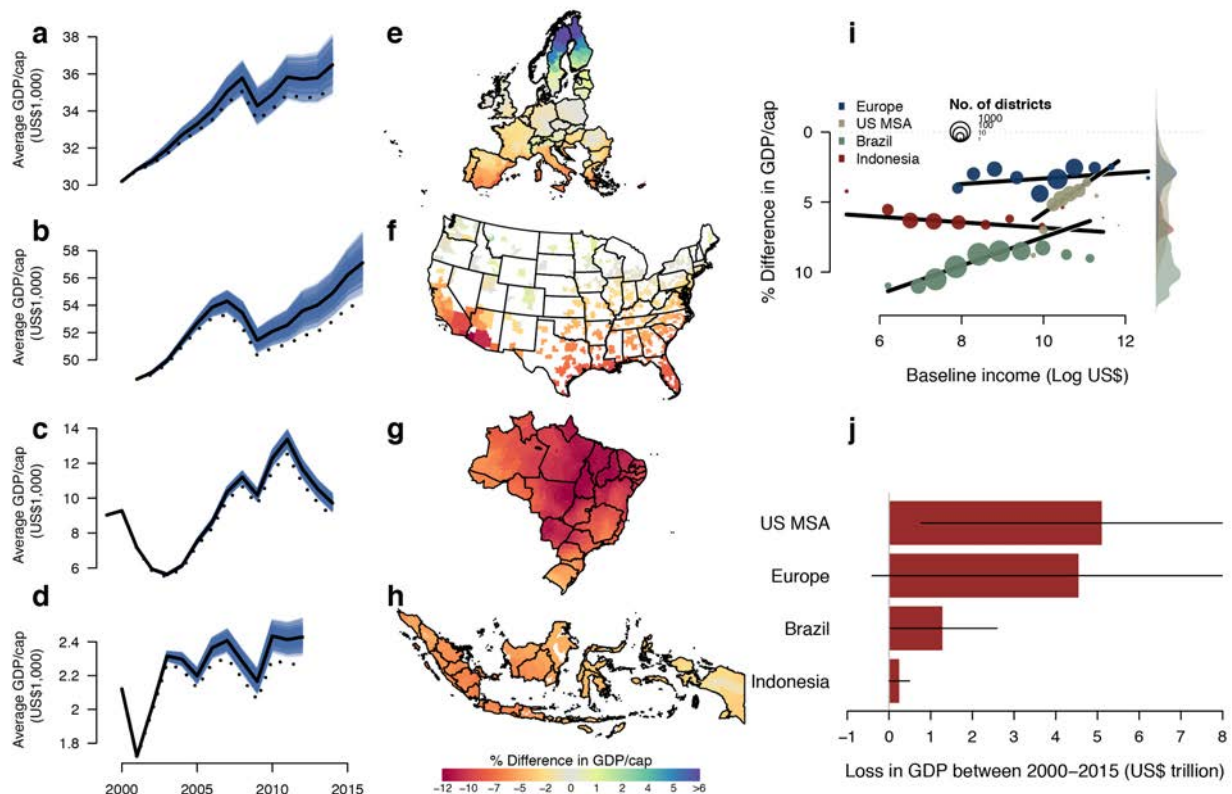 a
Average GDP/cap
(US$1,000)
38
36
34
32
30
b
Average GDP/cap
(US$1,000)
58
56
54
52
50
c
Average GDP/cap
(US$1,000)
14
12
10
8
6
d
Average GDP/cap
(US$1,000)
2.4
2.2
2
1.8
2000 2005 2010 2015
e
f
g
h
% Difference in GDP/cap
−12 −10 −7 −5 −3 −2 0 1 2 4 5 >6
i
Europe
US MSA
Brazil
Indonesia
No. of districts
1000
100
10
1
% Difference in GDP/cap
0
5
10
6 8 10 12
Baseline income (Log US$)
j
US MSA
Europe
Brazil
Indonesia
−1 0 1 2 3 4 5 6 7 8
Loss in GDP between 2000−2015 (US$ trillion)